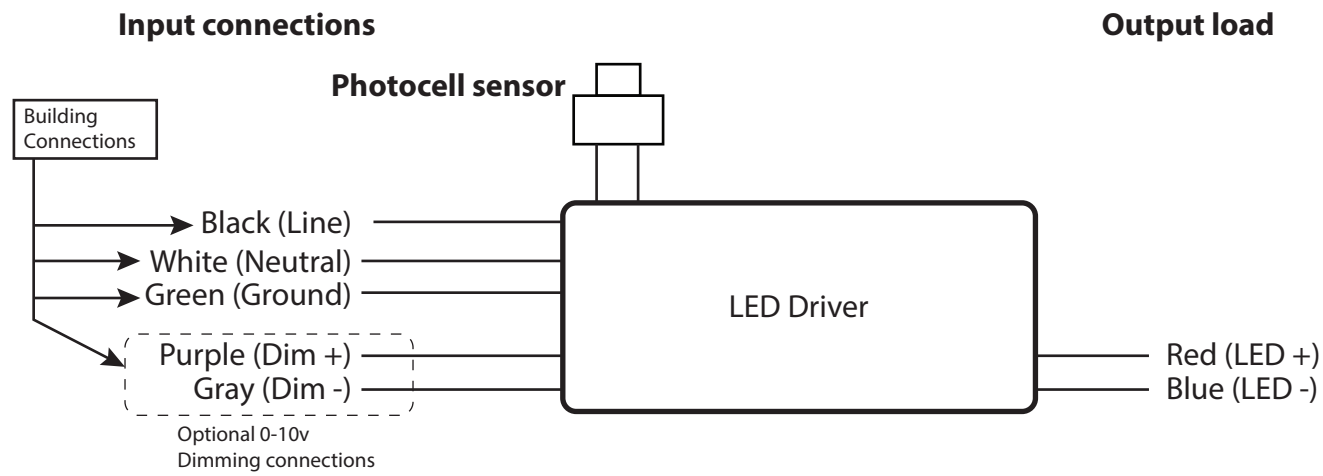 Input connections
Output load
Photocell sensor
Building
Connections
Black (Line)
White (Neutral)
Green (Ground)
LED Driver
Purple (Dim +)
Gray (Dim -)
Red (LED +)
Blue (LED -)
Optional 0-10v
Dimming connections